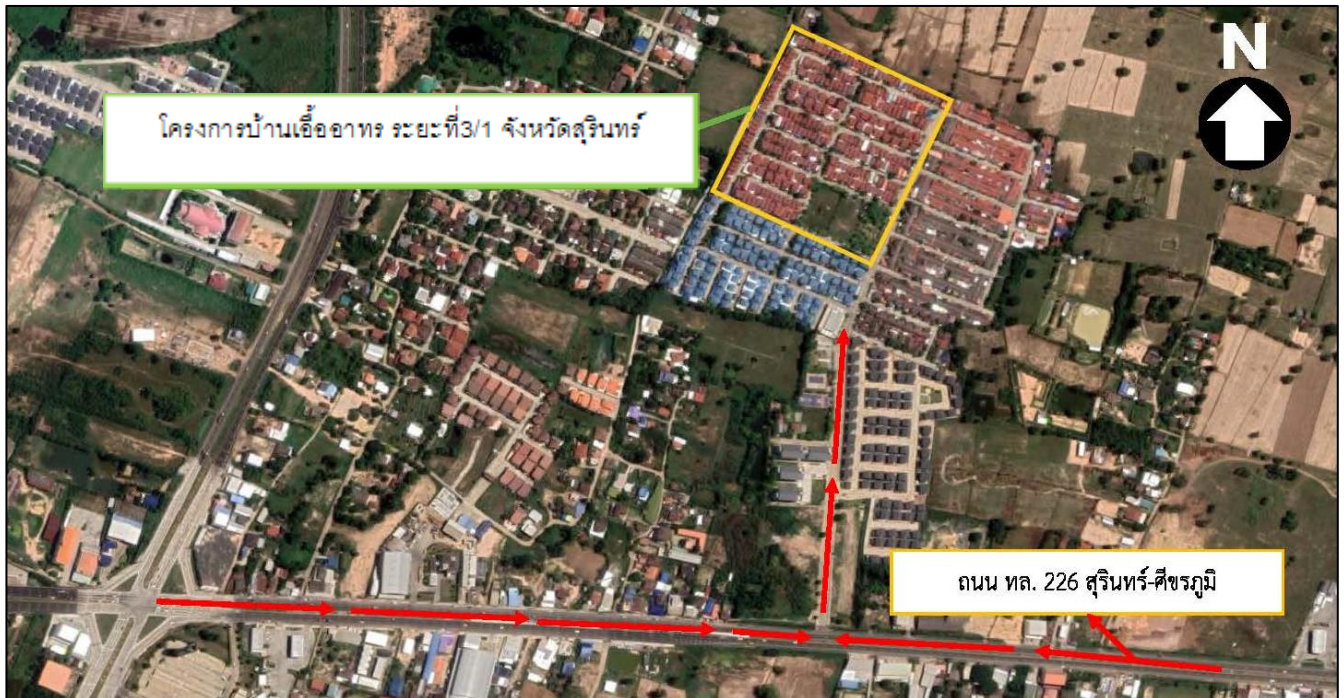 N
โครงการบ้านเอื้ออาทร ระยะที่3/1 จังหวัดสุรินทร์
ถนน ทล. 226 สุรินทร์-ศีขรภูมิ